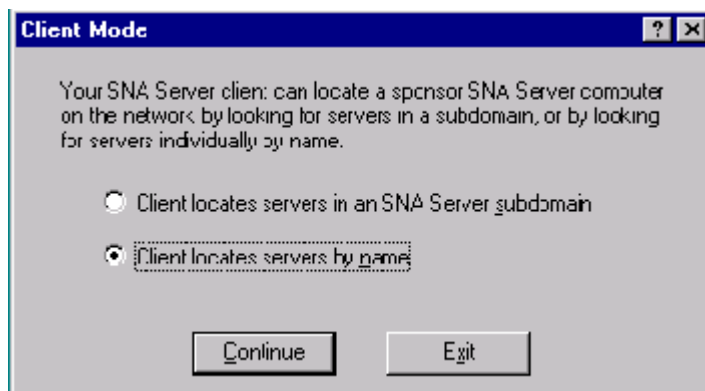 Client Mode
Your SNA Server client can locate a sponsor SNA Server computer
on the network by looking for servers in a subdomain, or by looking
for servers individually by name.
Client locates servers in an SNA Server subdomain
Client locates servers by name
Continue Exit